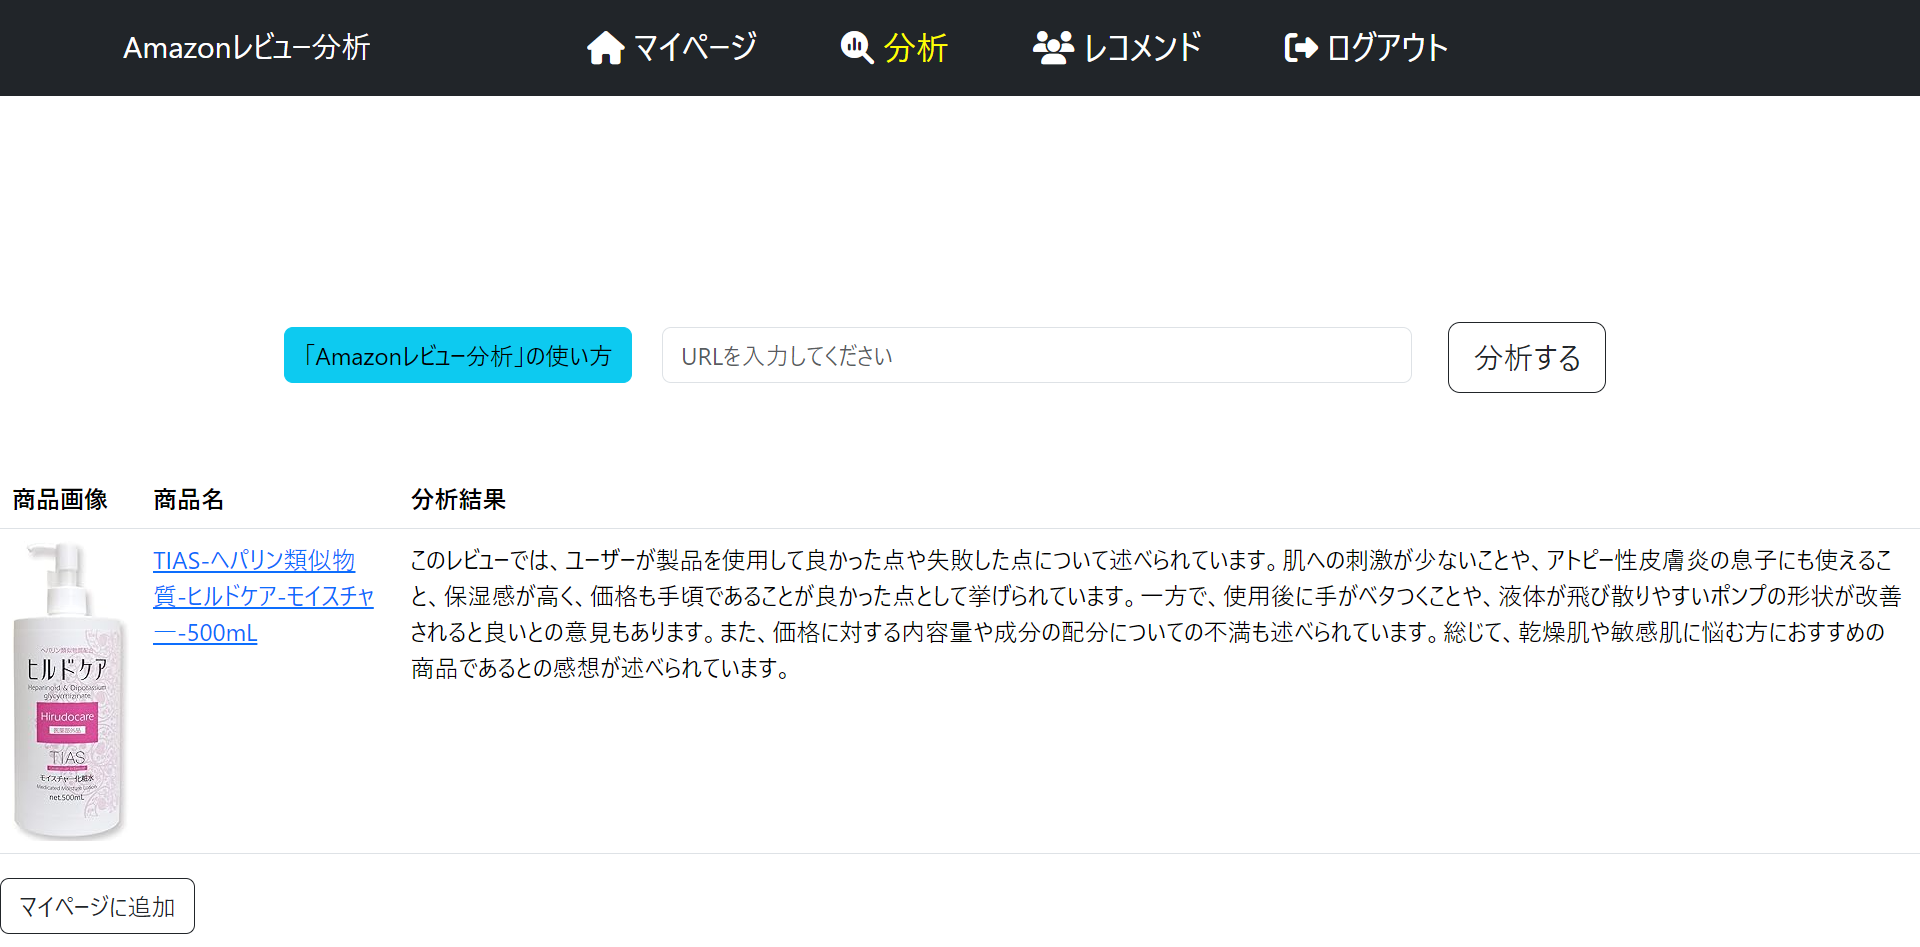 Amazonレビュー分析
マイページ
分析
レコメンド
ログアウト
「Amazonレビュー分析」の使い方
URLを入力してください
分析する
商品画像
商品名
分析結果
TIAS-ヘパリン類似物
質-ヒルドケア-モイスチャ
ー-500mL
このレビューでは、ユーザーが製品を使用して良かった点や失敗した点について述べられています。肌への刺激が少ないことや、アトピー性皮膚炎の息子にも使えるこ
と、保湿感が高く、価格も手頃であることが良かった点として挙げられています。一方で、使用後に手がベタつくことや、液体が飛び散りやすいポンプの形状が改善
されると良いとの意見もあります。また、価格に対する内容量や成分の配分についての不満も述べられています。総じて、乾燥肌や敏感肌に悩む方におすすめの
商品であるとの感想が述べられています。
ヘパリン類似物質配合
ヒルドケア
Heparinoid & Dipotassium
glycyrrhizinate
Hirudocare
医薬部外品
TIAS
モイスチャー化粧水
Medicated Moisture Lotion
net.500mL
マイページに追加